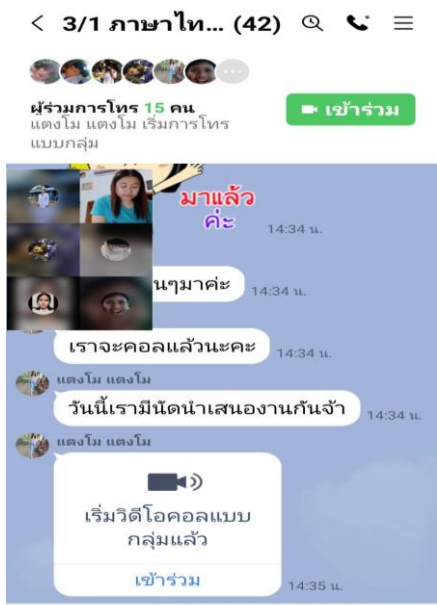 3/1 ภาษาไท... (42)
ผู้ร่วมการโทร 15 คน
แตงโม แตงโม เริ่มการโทร
แบบกลุ่ม
เข้าร่วม
มาแล้ว
ค่ะ
14:34 น.
นๆมาค่ะ
14:34 น.
เราจะคอลแล้วนะคะ
14:34 น.
แตงโม แตงโม
วันนี้เรามีนัดนำเสนองานกันจ้า
14:34 น.
แตงโม แตงโม
เริ่มวิดีโอคอลแบบ
กลุ่มแล้ว
เข้าร่วม
14:35 น.